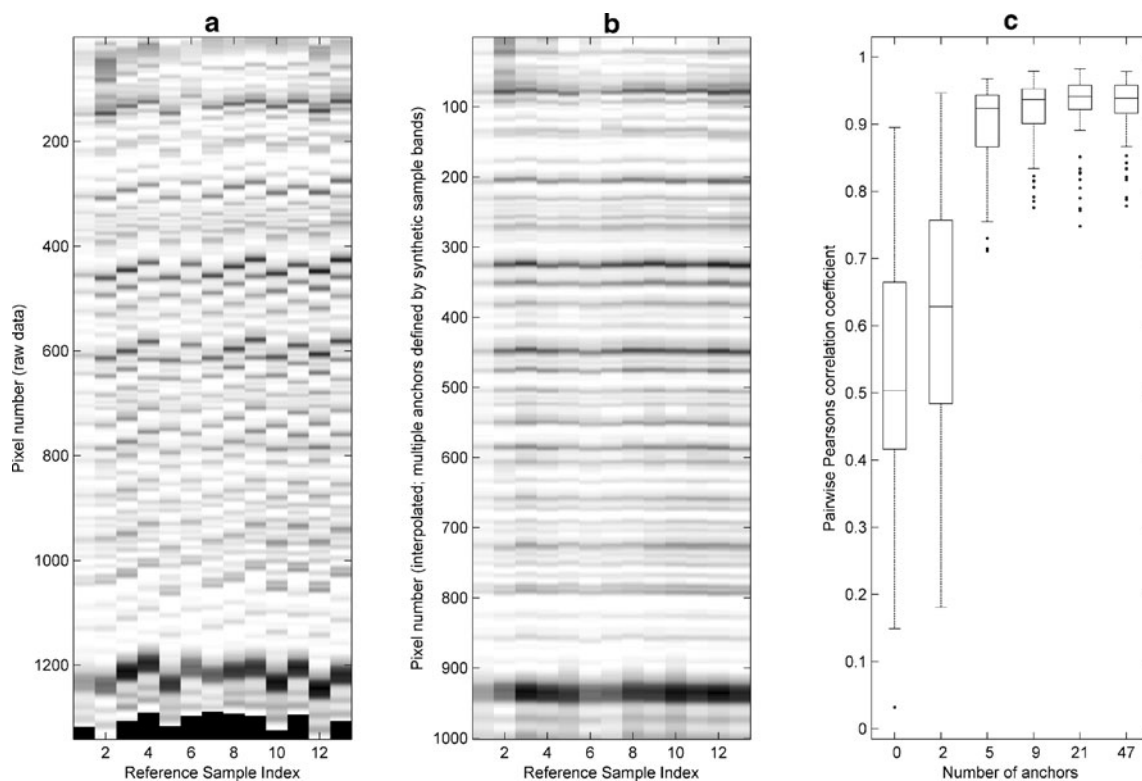 a
Pixel number (raw data)
200
400
600
800
1000
1200
2 4 6 8 10 12
Reference Sample Index
b
Pixel number (interpolated; multiple anchors defined by synthetic sample bands)
100
200
300
400
500
600
700
800
900
1000
2 4 6 8 10 12
Reference Sample Index
c
Pairwise Pearsons correlation coefficient
1
0.9
0.8
0.7
0.6
0.5
0.4
0.3
0.2
0.1
0
0 2 5 9 21 47
Number of anchors